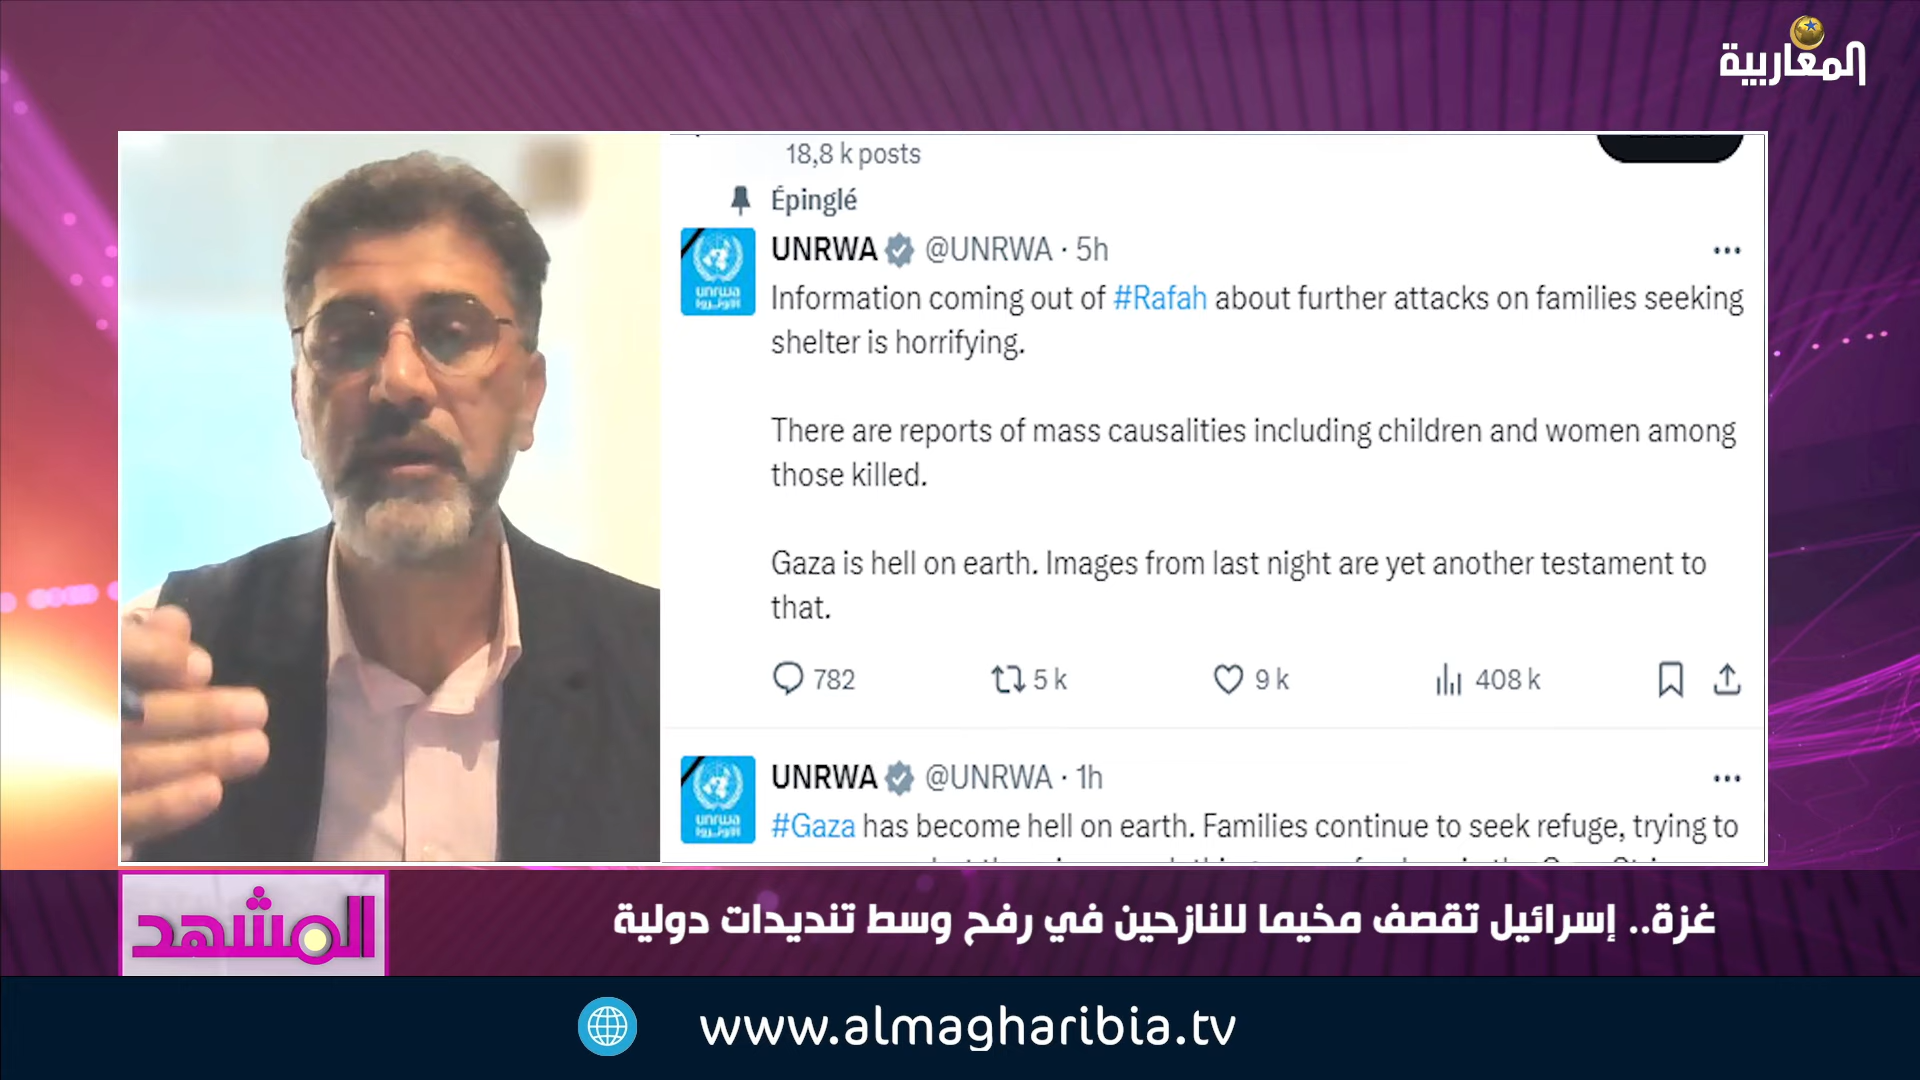 المغاربية
18,8 k posts
Épinglé
UNRWA @UNRWA · 5h
Information coming out of #Rafah about further attacks on families seeking
shelter is horrifying.
There are reports of mass causalities including children and women among
those killed.
Gaza is hell on earth. Images from last night are yet another testament to
that.
782 5 k 9 k 408 k
unrwa
الأونروا
UNRWA @UNRWA · 1h
#Gaza has become hell on earth. Families continue to seek refuge, trying to
unrwa
الأونروا
المشهد
غزة.. إسرائيل تقصف مخيما للنازحين في رفح وسط تنديدات دولية
www.almagharibia.tv